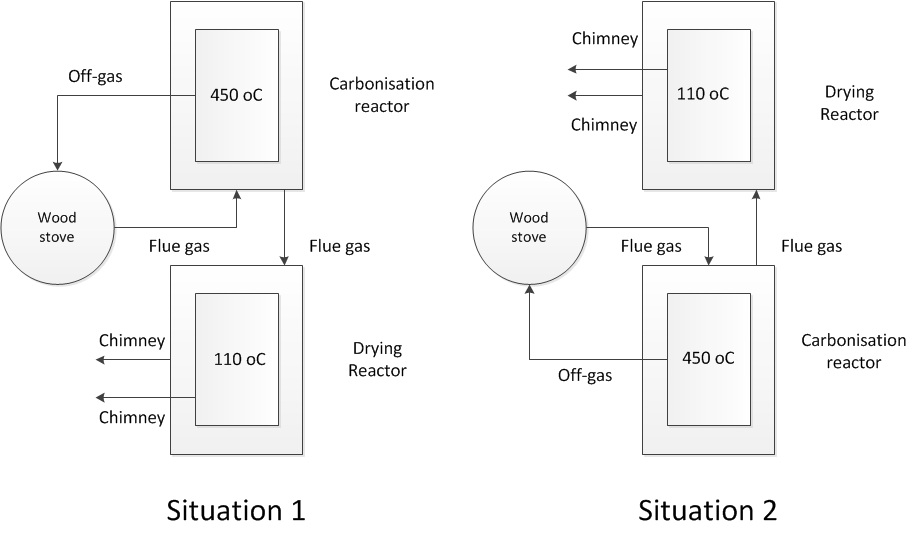 Off-gas
450 oC
Carbonisation
reactor
Wood
stove
Flue gas
Flue gas
Chimney
110 oC
Chimney
Drying
Reactor
Situation 1
Chimney
110 oC
Chimney
Drying
Reactor
Wood
stove
Flue gas
Flue gas
Off-gas
450 oC
Carbonisation
reactor
Situation 2